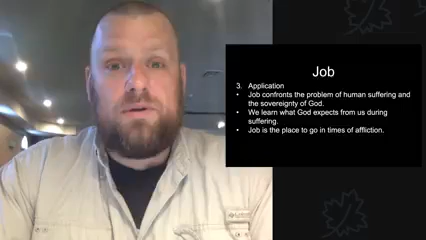 Job
3. Application
• Job confronts the problem of human suffering and
the sovereignty of God.
• We learn what God expects from us during
suffering.
• Job is the place to go in times of affliction.